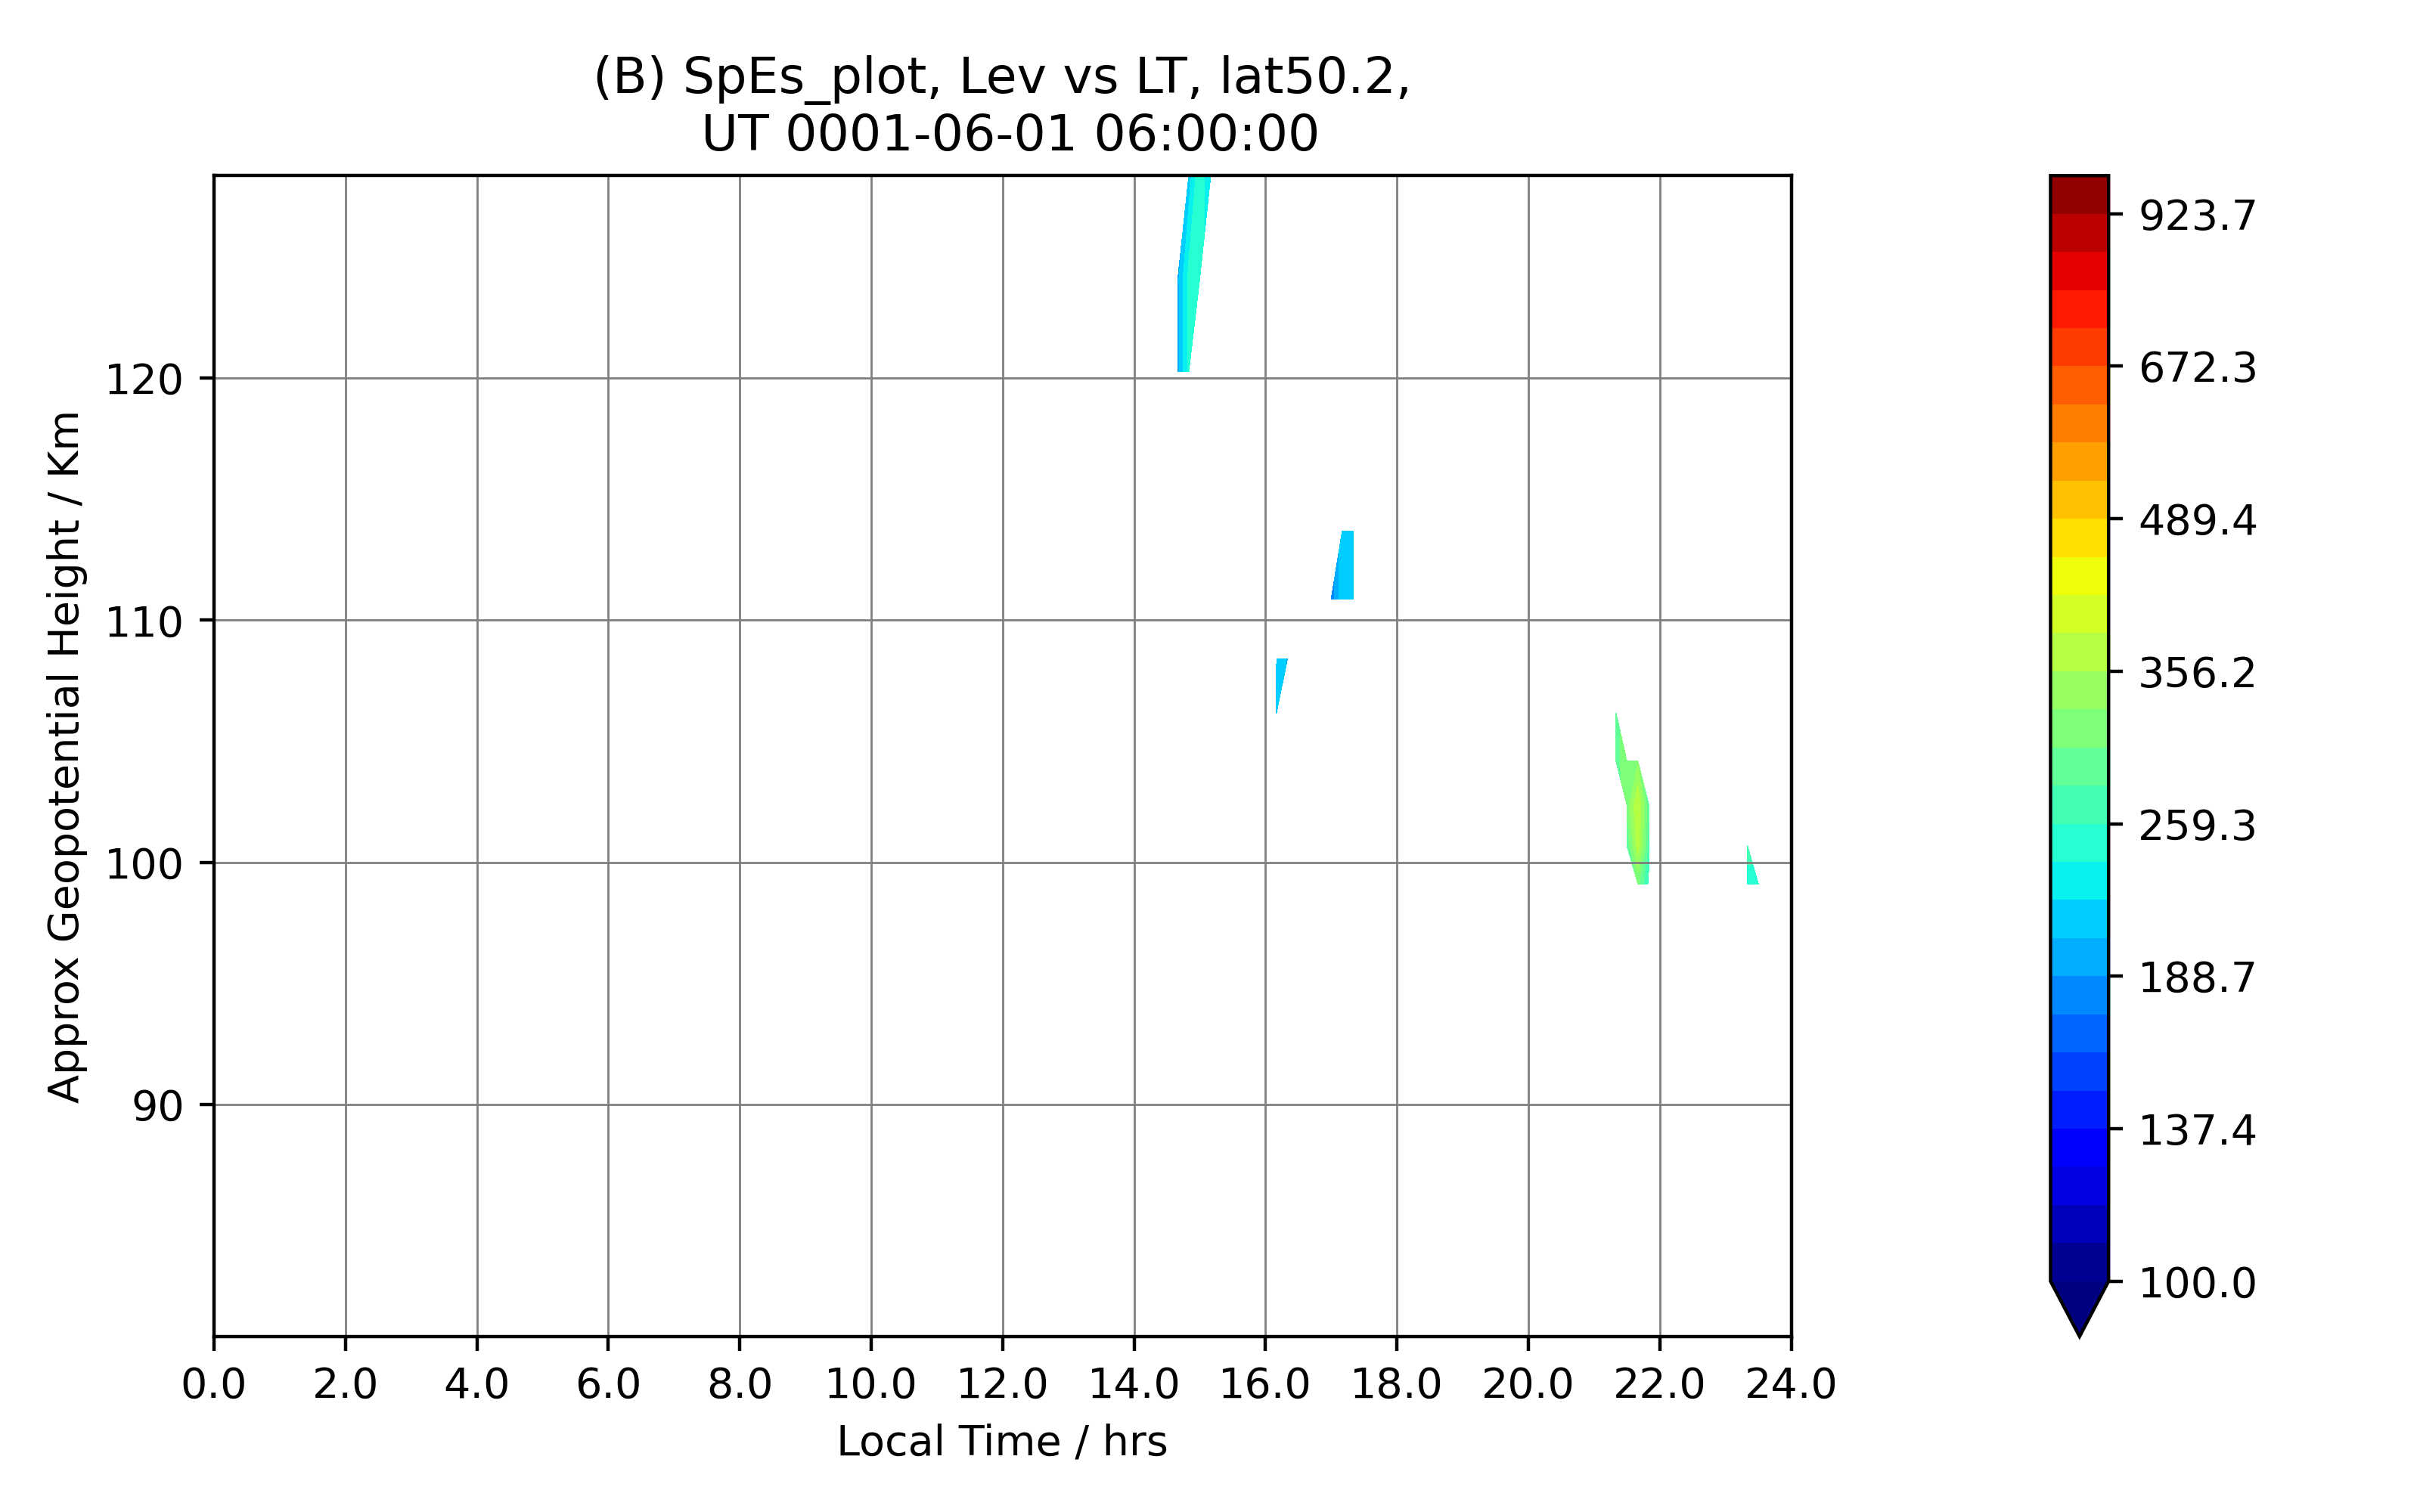 (B) SpEs_plot, Lev vs LT, lat50.2,
UT 0001-06-01 06:00:00
Approx Geopotential Height / Km
120
110
100
90
0.0 2.0 4.0 6.0 8.0 10.0 12.0 14.0 16.0 18.0 20.0 22.0 24.0
Local Time / hrs
923.7
672.3
489.4
356.2
259.3
188.7
137.4
100.0